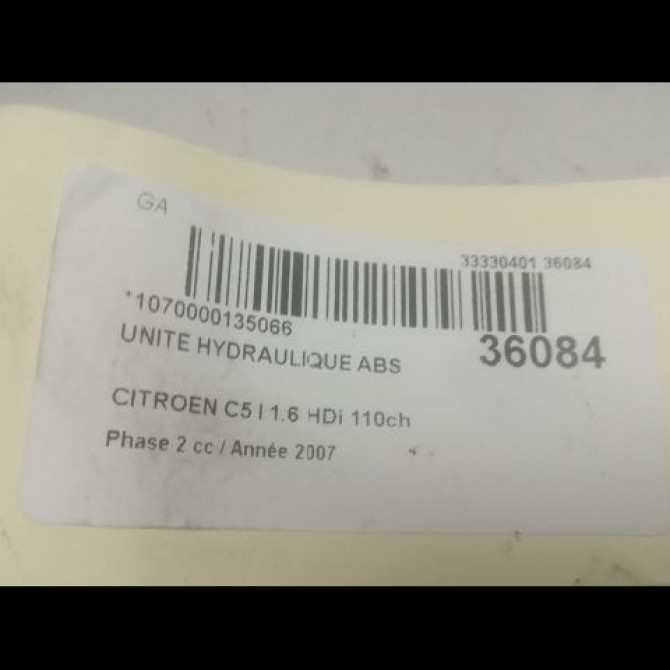 GA
33330401 36084
*1070000135066
36084
UNITE HYDRAULIQUE ABS
CITROEN C5 I 1.6 HDi 110ch
Phase 2 cc / Année 2007